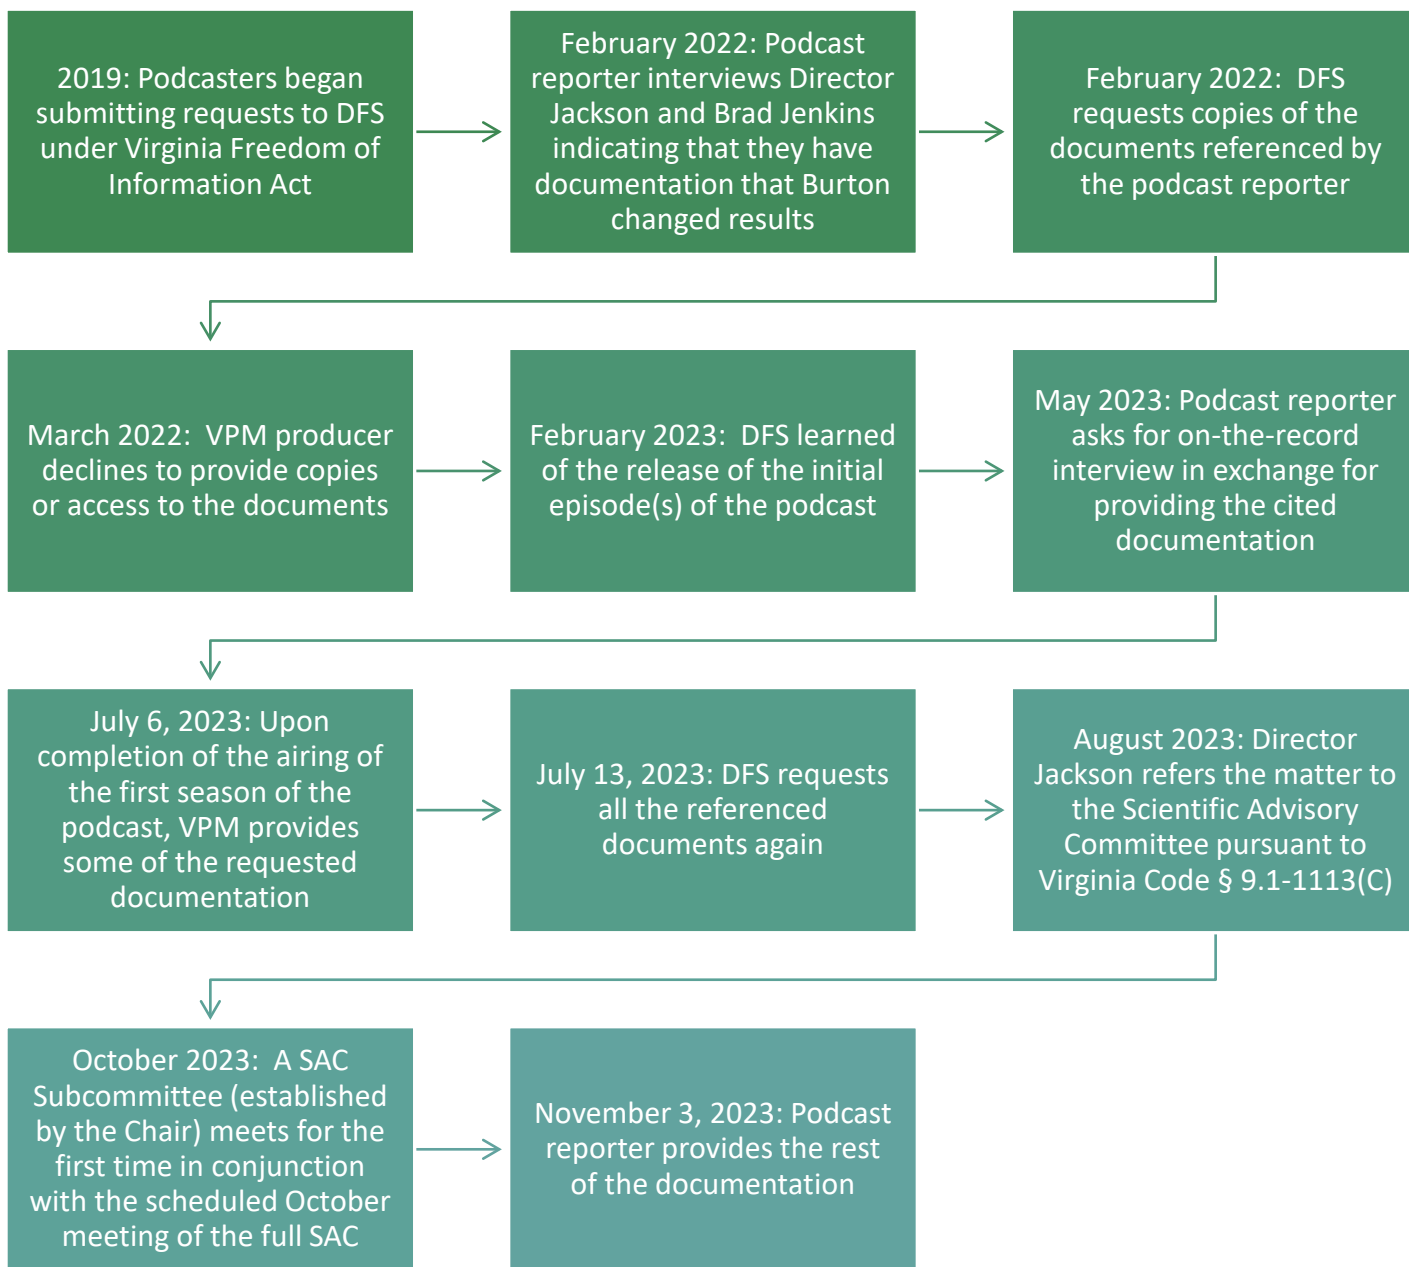 2019: Podcasters began
submitting requests to DFS
under Virginia Freedom of
Information Act
February 2022: Podcast
reporter interviews Director
Jackson and Brad Jenkins
indicating that they have
documentation that Burton
changed results
February 2022:  DFS
requests copies of the
documents referenced by
the podcast reporter
March 2022:  VPM producer
declines to provide copies
or access to the documents
February 2023:  DFS learned
of the release of the initial
episode(s) of the podcast
May 2023: Podcast reporter
asks for on-the-record
interview in exchange for
providing the cited
documentation
July 6, 2023: Upon
completion of the airing of
the first season of the
podcast, VPM provides
some of the requested
documentation
July 13, 2023: DFS requests
all the referenced
documents again
August 2023: Director
Jackson refers the matter to
the Scientific Advisory
Committee pursuant to
Virginia Code § 9.1-1113(C)
October 2023:  A SAC
Subcommittee (established
by the Chair) meets for the
first time in conjunction
with the scheduled October
meeting of the full SAC
November 3, 2023: Podcast
reporter provides the rest
of the documentation